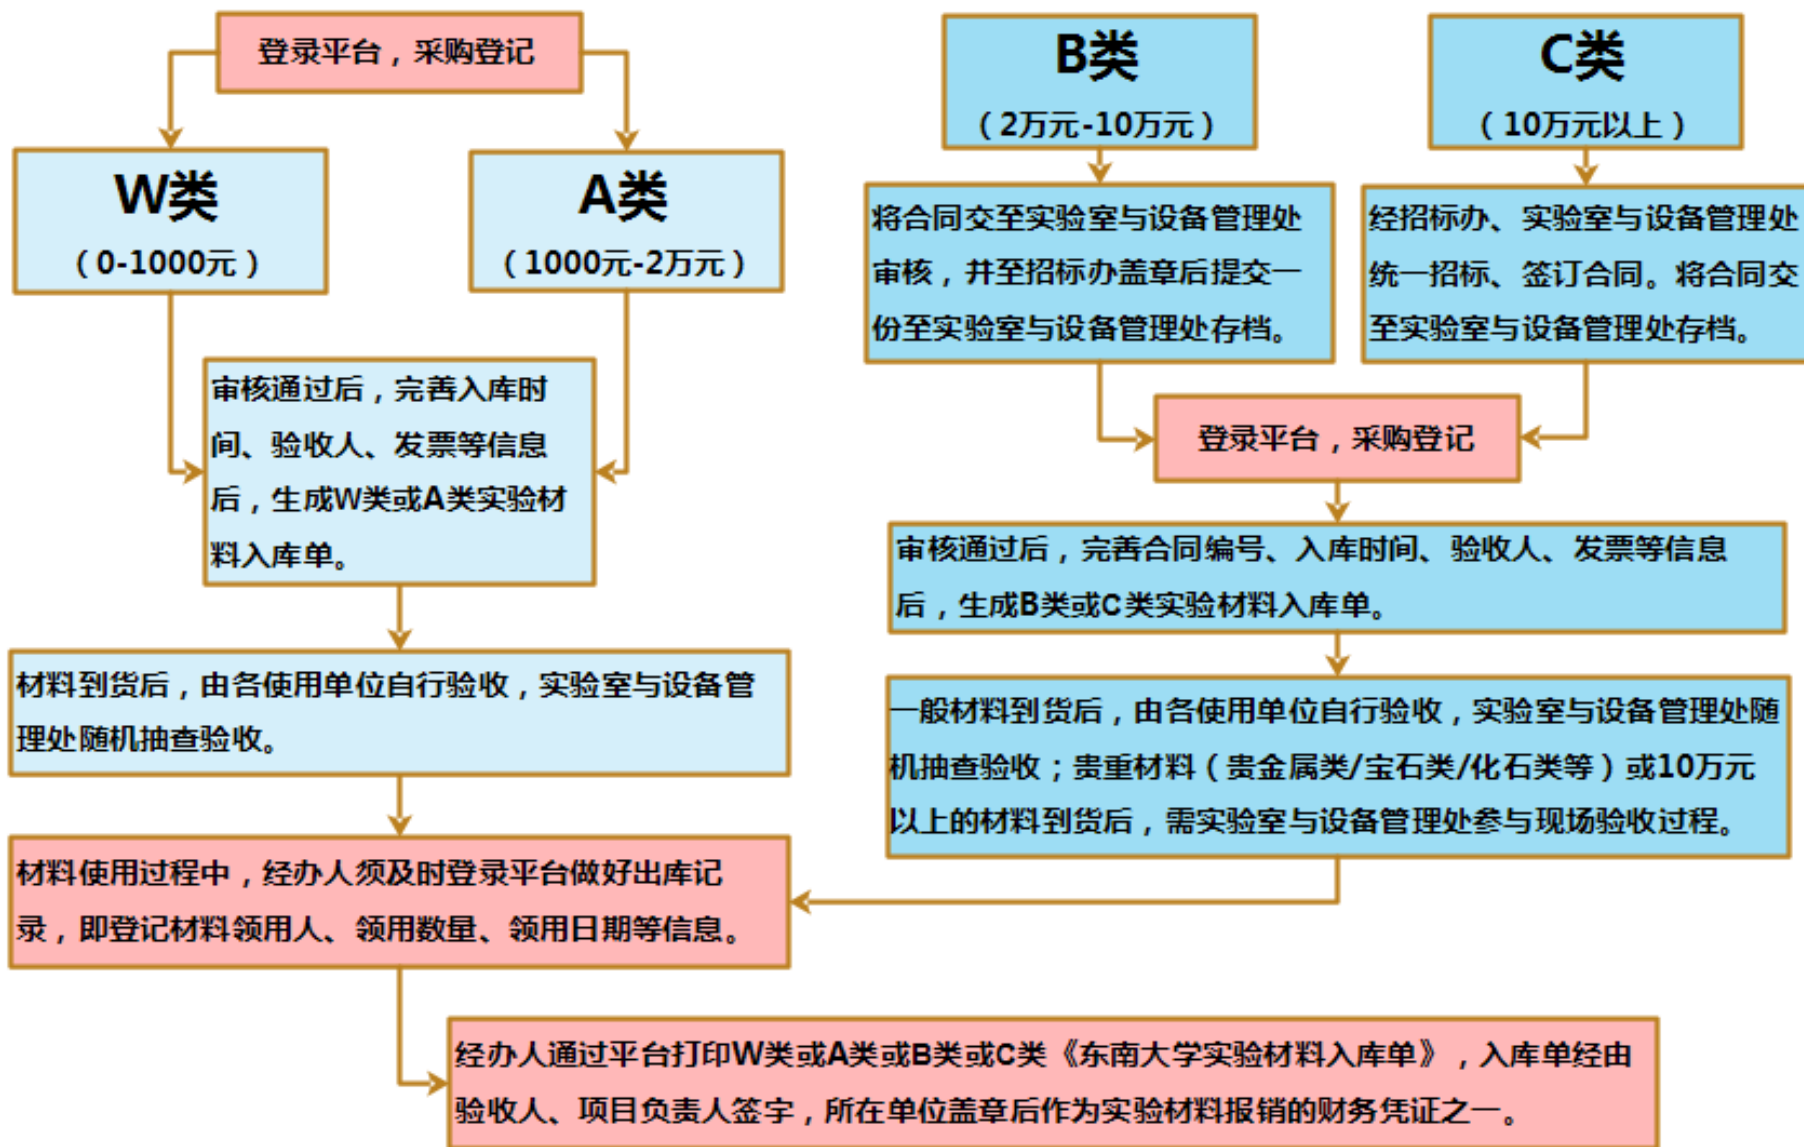 登录平台，采购登记
W类
（0-1000元）
A类
（1000元-2万元）
审核通过后，完善入库时
间、验收人、发票等信息
后，生成W类或A类实验材
料入库单。
材料到货后，由各使用单位自行验收，实验室与设备管
理处随机抽查验收。
B类
（2万元-10万元）
C类
（10万元以上）
将合同交至实验室与设备管理处
审核，并至招标办盖章后提交一
份至实验室与设备管理处存档。
经招标办、实验室与设备管理处
统一招标、签订合同。将合同交
至实验室与设备管理处存档。
登录平台，采购登记
审核通过后，完善合同编号、入库时间、验收人、发票等信息
后，生成B类或C类实验材料入库单。
一般材料到货后，由各使用单位自行验收，实验室与设备管理处随
机抽查验收；贵重材料（贵金属类/宝石类/化石类等）或10万元
以上的材料到货后，需实验室与设备管理处参与现场验收过程。
材料使用过程中，经办人须及时登录平台做好出库记
录，即登记材料领用人、领用数量、领用日期等信息。
经办人通过平台打印W类或A类或B类或C类《东南大学实验材料入库单》，入库单经由
验收人、项目负责人签字，所在单位盖章后作为实验材料报销的财务凭证之一。